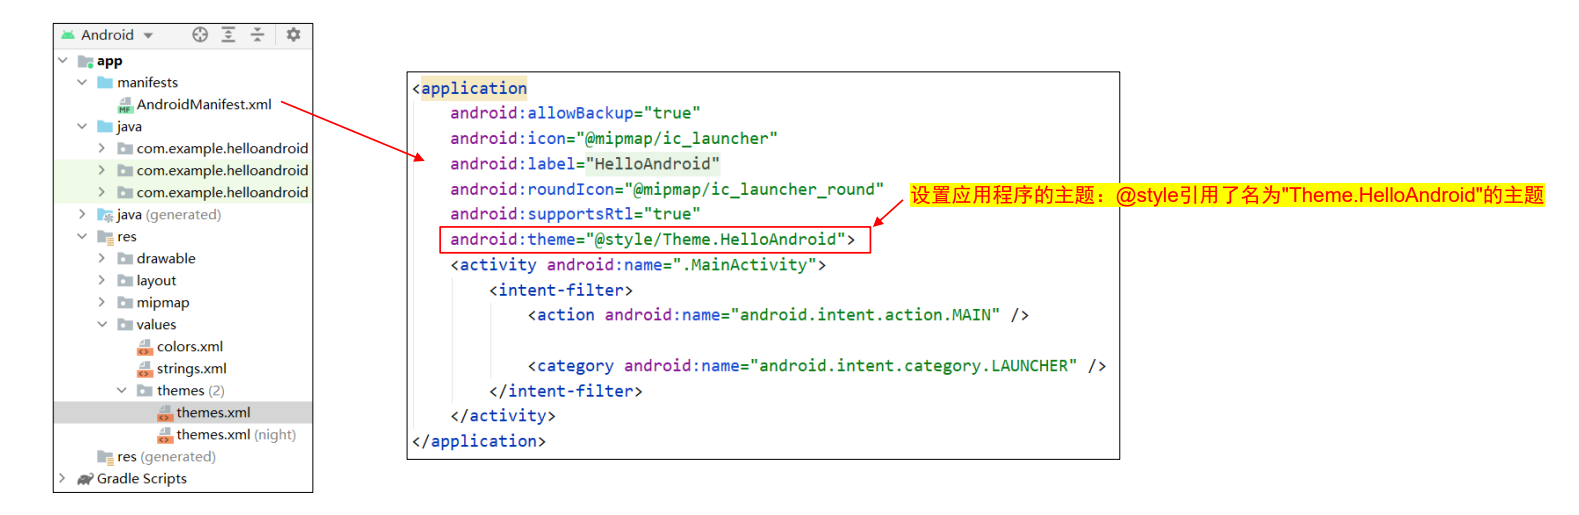 Android
app
manifests
AndroidManifest.xml
java
com.example.helloandroid
com.example.helloandroid
com.example.helloandroid
java (generated)
res
drawable
layout
mipmap
values
colors.xml
strings.xml
themes (2)
themes.xml
themes.xml (night)
res (generated)
Gradle Scripts
<application
android:allowBackup="true"
android:icon="@mipmap/ic_launcher"
android:label="HelloAndroid"
android:roundIcon="@mipmap/ic_launcher_round"
android:supportsRtl="true"
android:theme="@style/Theme.HelloAndroid">
<activity android:name=".MainActivity">
<intent-filter>
<action android:name="android.intent.action.MAIN" />
<category android:name="android.intent.category.LAUNCHER" />
</intent-filter>
</activity>
</application>
设置应用程序的主题：@style引用了名为"Theme.HelloAndroid"的主题